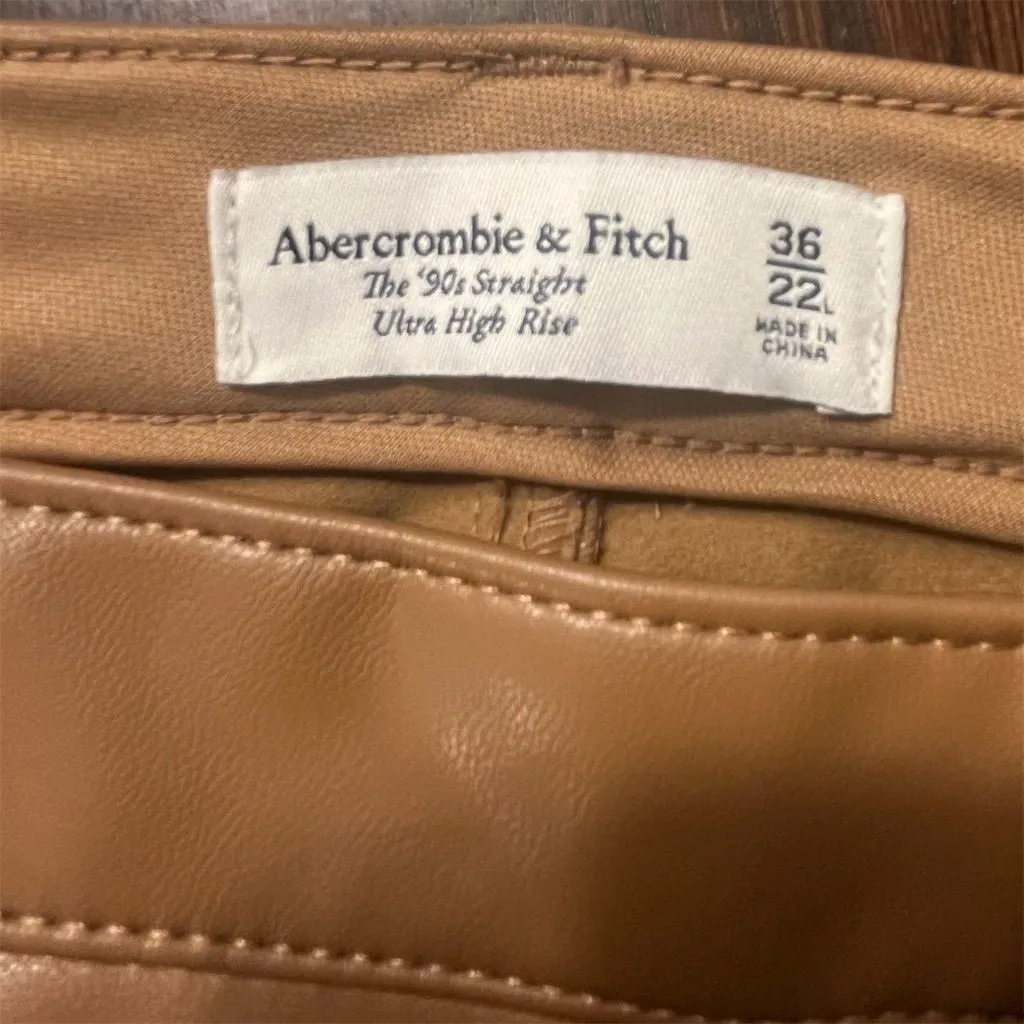 Abercrombie & Fitch
The '90s Straight
Ultra High Rise
36
22L
MADE IN
CHINA